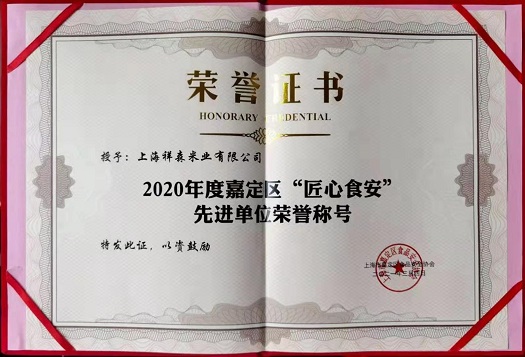 荣誉证书
HONORARY CREDENTIAL
授予：上海祥森米业有限公司
2020年度嘉定区“匠心食安”
先进单位荣誉称号
特发此证，以资鼓励